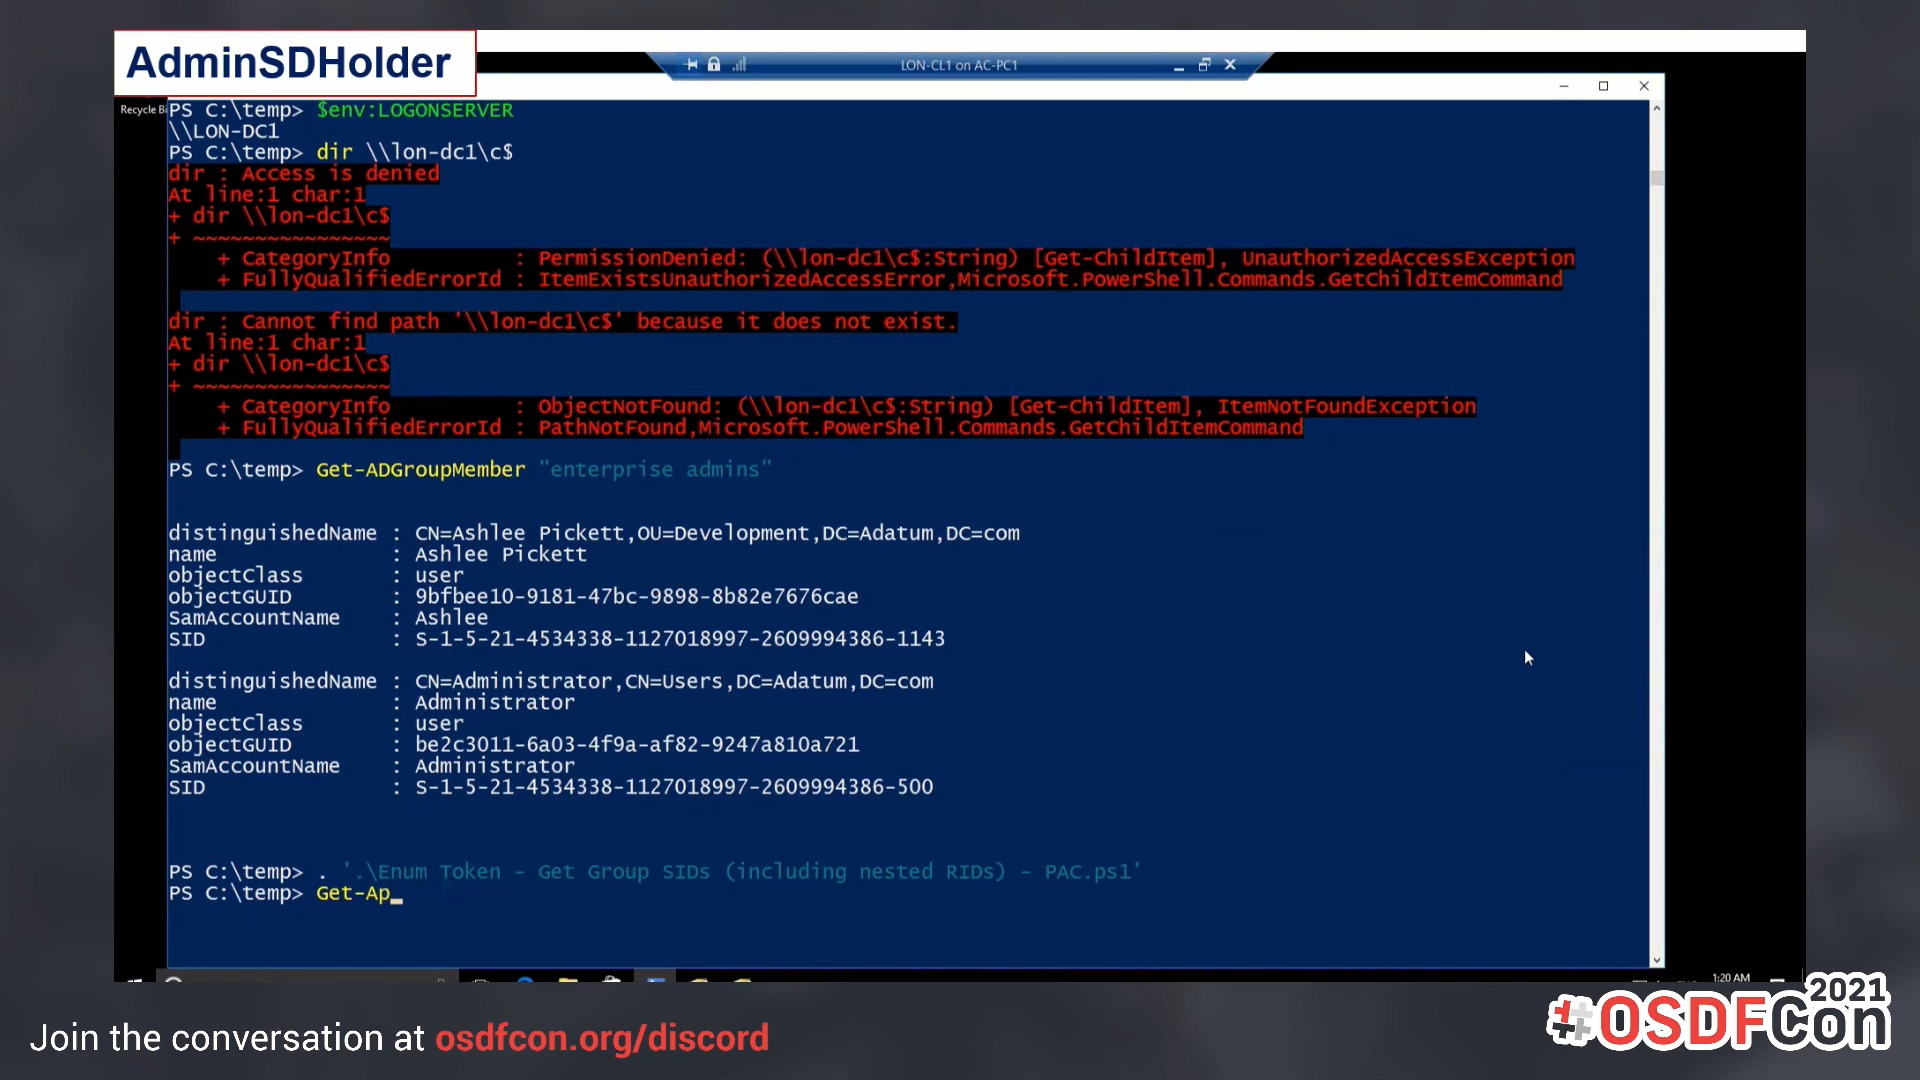 AdminSDHolder
LON-CL1 on AC-PC1
Recycle Bi
PS C:\temp> $env:LOGONSERVER
\\LON-DC1
PS C:\temp> dir \\lon-dc1\c$
dir : Access is denied
At line:1 char:1
+ dir \\lon-dc1\c$
+ ~~~~~~~~~~~~~~~~
+ CategoryInfo : PermissionDenied: (\\lon-dc1\c$:String) [Get-ChildItem], UnauthorizedAccessException
+ FullyQualifiedErrorId : ItemExistsUnauthorizedAccessError,Microsoft.PowerShell.Commands.GetChildItemCommand
dir : Cannot find path '\\lon-dc1\c$' because it does not exist.
At line:1 char:1
+ dir \\lon-dc1\c$
+ ~~~~~~~~~~~~~~~~
+ CategoryInfo : ObjectNotFound: (\\lon-dc1\c$:String) [Get-ChildItem], ItemNotFoundException
+ FullyQualifiedErrorId : PathNotFound,Microsoft.PowerShell.Commands.GetChildItemCommand
PS C:\temp> Get-ADGroupMember "enterprise admins"
distinguishedName : CN=Ashlee Pickett,OU=Development,DC=Adatum,DC=com
name : Ashlee Pickett
objectClass : user
objectGUID : 9bfbee10-9181-47bc-9898-8b82e7676cae
SamAccountName : Ashlee
SID : S-1-5-21-4534338-1127018997-2609994386-1143
distinguishedName : CN=Administrator,CN=Users,DC=Adatum,DC=com
name : Administrator
objectClass : user
objectGUID : be2c3011-6a03-4f9a-af82-9247a810a721
SamAccountName : Administrator
SID : S-1-5-21-4534338-1127018997-2609994386-500
PS C:\temp> . '.\Enum Token - Get Group SIDs (including nested RIDs) - PAC.ps1'
PS C:\temp> Get-Ap_
1:20 AM
Join the conversation at osdfcon.org/discord
2021
#OSDFCon